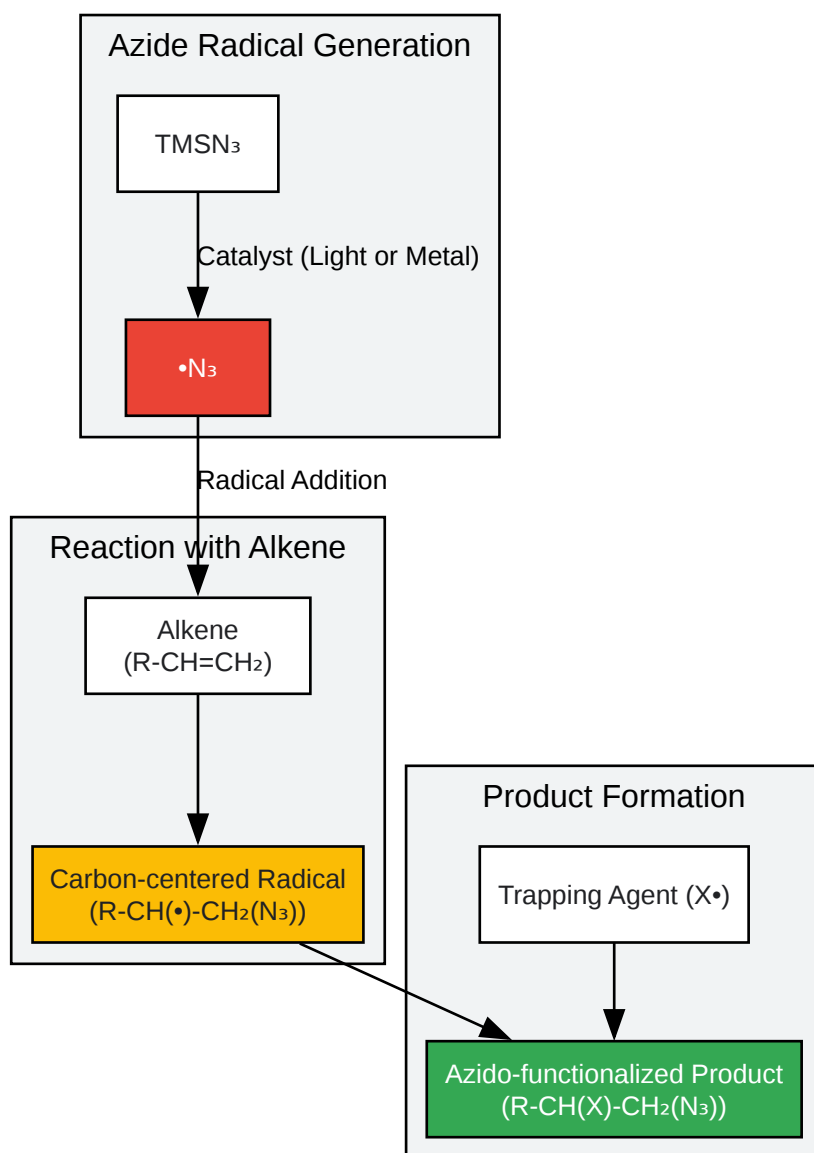 Azide Radical Generation
TMSN₃
Catalyst (Light or Metal)
•N₃
Radical Addition
Reaction with Alkene
Alkene
(R-CH=CH₂)
Carbon-centered Radical
(R-CH(•)-CH₂(N₃))
Product Formation
Trapping Agent (X•)
Azido-functionalized Product
(R-CH(X)-CH₂(N₃))